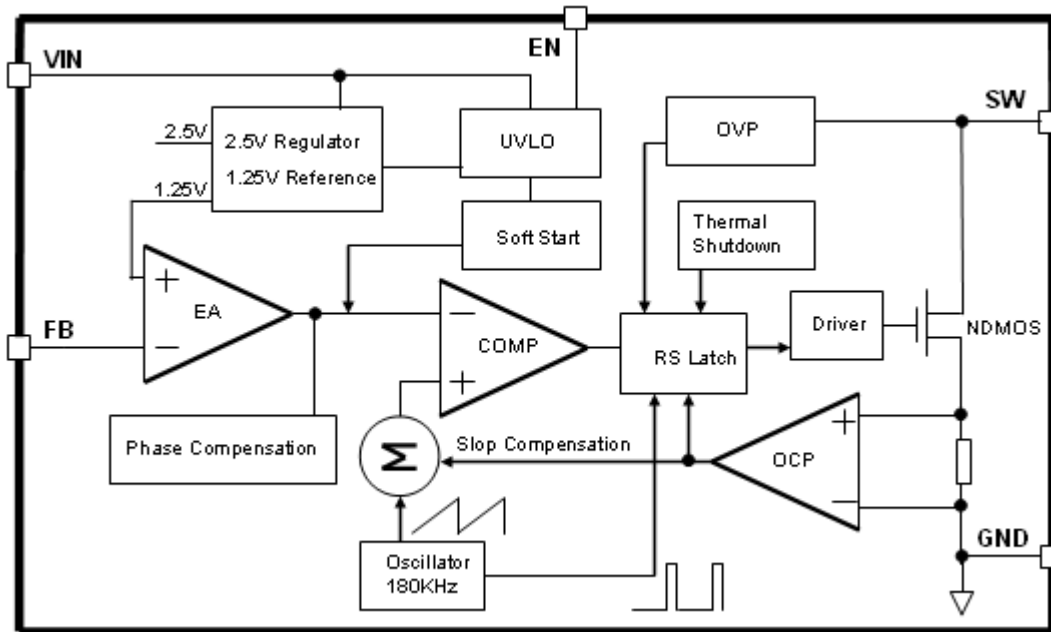 EN
VIN
SW
2.5V
2.5V Regulator
1.25V Reference
UVLO
OVP
1.25V
Soft Start
Thermal
Shutdown
+
EA
−
FB
−
COMP
+
RS Latch
Driver
NDMOS
Phase Compensation
Σ
Slop Compensation
+
OCP
−
GND
Oscillator
180KHz